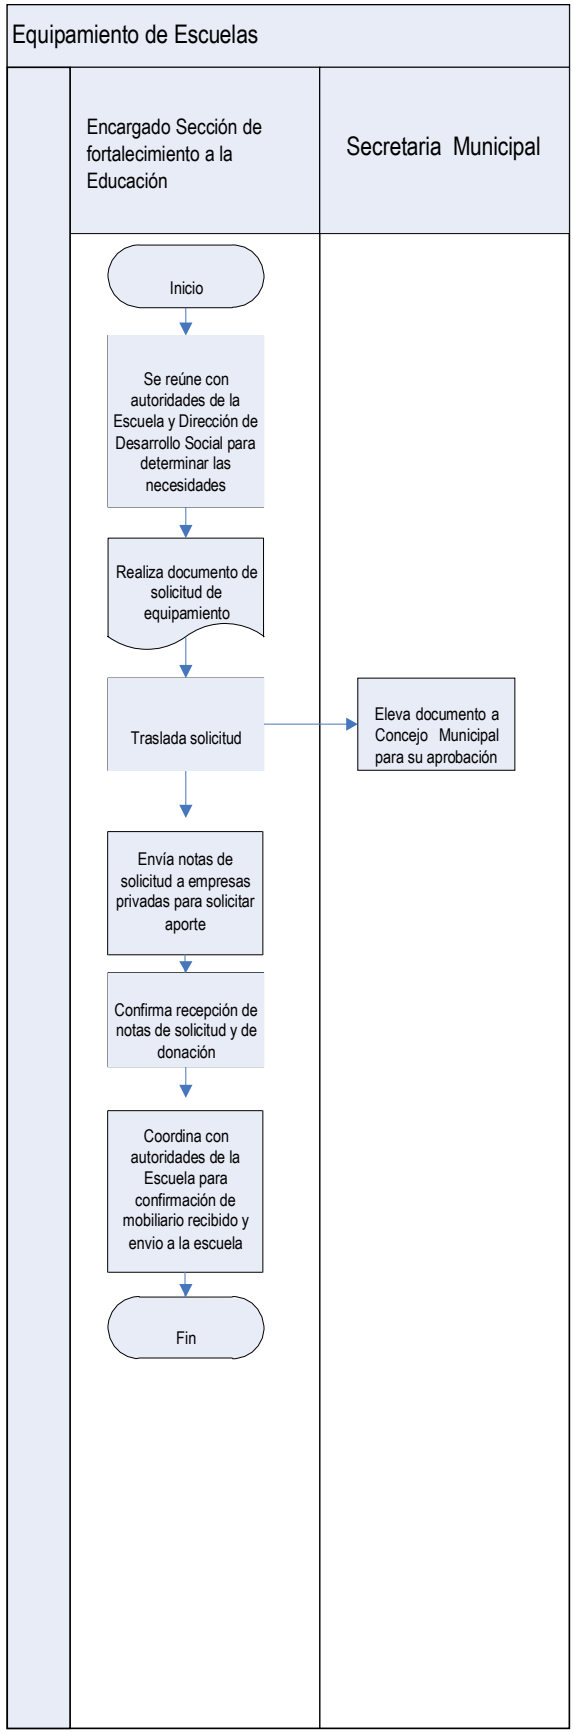 Equipamiento de Escuelas
Encargado Sección de
fortalecimiento a la
Educación
Secretaria Municipal
Inicio
Se reúne con
autoridades de la
Escuela y Dirección de
Desarrollo Social para
determinar las
necesidades
Realiza documento de
solicitud de
equipamiento
Traslada solicitud
Eleva documento a
Concejo Municipal
para su aprobación
Envía notas de
solicitud a empresas
privadas para solicitar
aporte
Confirma recepción de
notas de solicitud y de
donación
Coordina con
autoridades de la
Escuela para
confirmación de
mobiliario recibido y
envio a la escuela
Fin